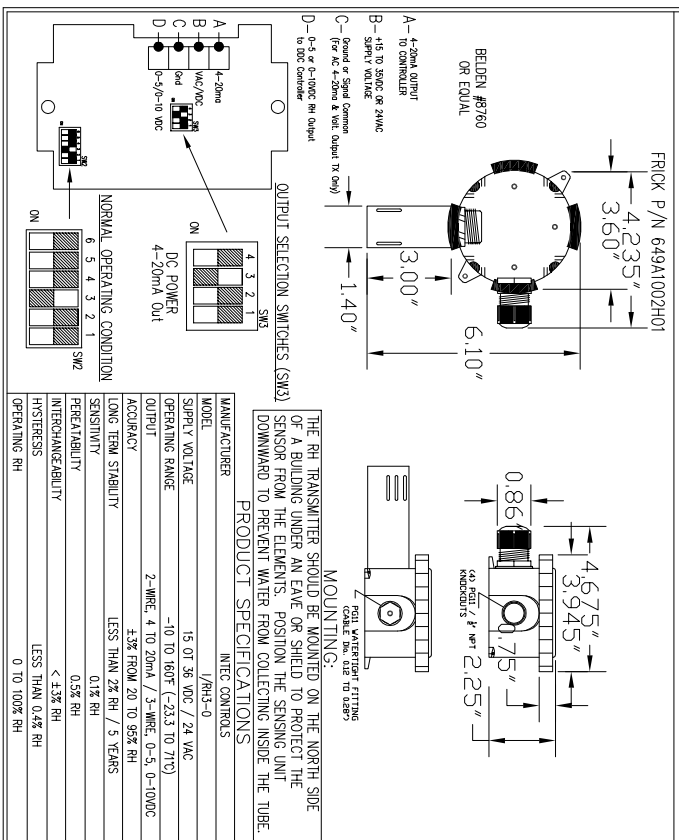 FRICK P/N 649A1002H01
4.235"
3.60"
BELDEN #8760
OR EQUAL
6.10"
3.00"
1.40"
A- 4-20mA OUTPUT
TO CONTROLLER
B- +15 TO 35VDC OR 24VAC
SUPPLY VOLTAGE
C- Ground or Signal Common
(For AC 4-20ma & Volt. Output TX Only)
D- 0-5 or 0-10VDC RH Output
to DDC Controller
A
B
C
D
4-20ma
VAC/VDC
Gnd
0-5/0-10 VDC
SW3
SW2
OUTPUT SELECTION SWITCHES (SW3)
4 3 2 1
SW3
ON
DC POWER
4-20mA Out
6 5 4 3 2 1
SW2
ON
NORMAL OPERATING CONDITION
4.675"
3.945"
0.86"
0.75"
2.25"
(4) PG11 / ½" NPT
KNOCKOUTS
PG11 WATERTIGHT FITTING
(CABLE Dia. 0.12 TO 0.28")
MOUNTING:
THE RH TRANSMITTER SHOULD BE MOUNTED ON THE NORTH SIDE
OF A BUILDING UNDER AN EAVE OR SHIELD TO PROTECT THE
SENSOR FROM THE ELEMENTS. POSITION THE SENSING UNIT
DOWNWARD TO PREVENT WATER FROM COLLECTING INSIDE THE TUBE.
PRODUCT SPECIFICATIONS
MANUFACTURER INTEC CONTROLS
MODEL I/RH3-0
SUPPLY VOLTAGE 15 OT 36 VDC / 24 VAC
OPERATING RANGE -10 TO 160°F (-23.3 TO 71°C)
OUTPUT 2-WIRE, 4 TO 20mA / 3-WIRE, 0-5, 0-10VDC
ACCURACY ±3% FROM 20 TO 95% RH
LONG TERM STABILITY LESS THAN 2% RH / 5 YEARS
SENSITIVITY 0.1% RH
PEREATABILITY 0.5% RH
INTERCHANGEABILITY < ±3% RH
HYSTERESIS LESS THAN 0.4% RH
OPERATING RH 0 TO 100% RH